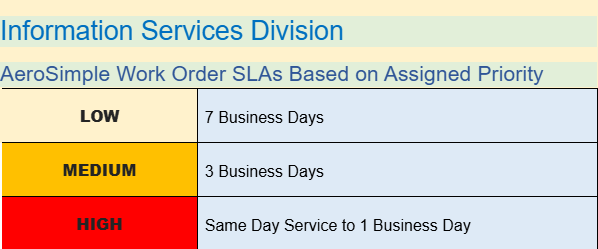 Information Services Division
AeroSimple Work Order SLAs Based on Assigned Priority
LOW 7 Business Days
MEDIUM 3 Business Days
HIGH Same Day Service to 1 Business Day